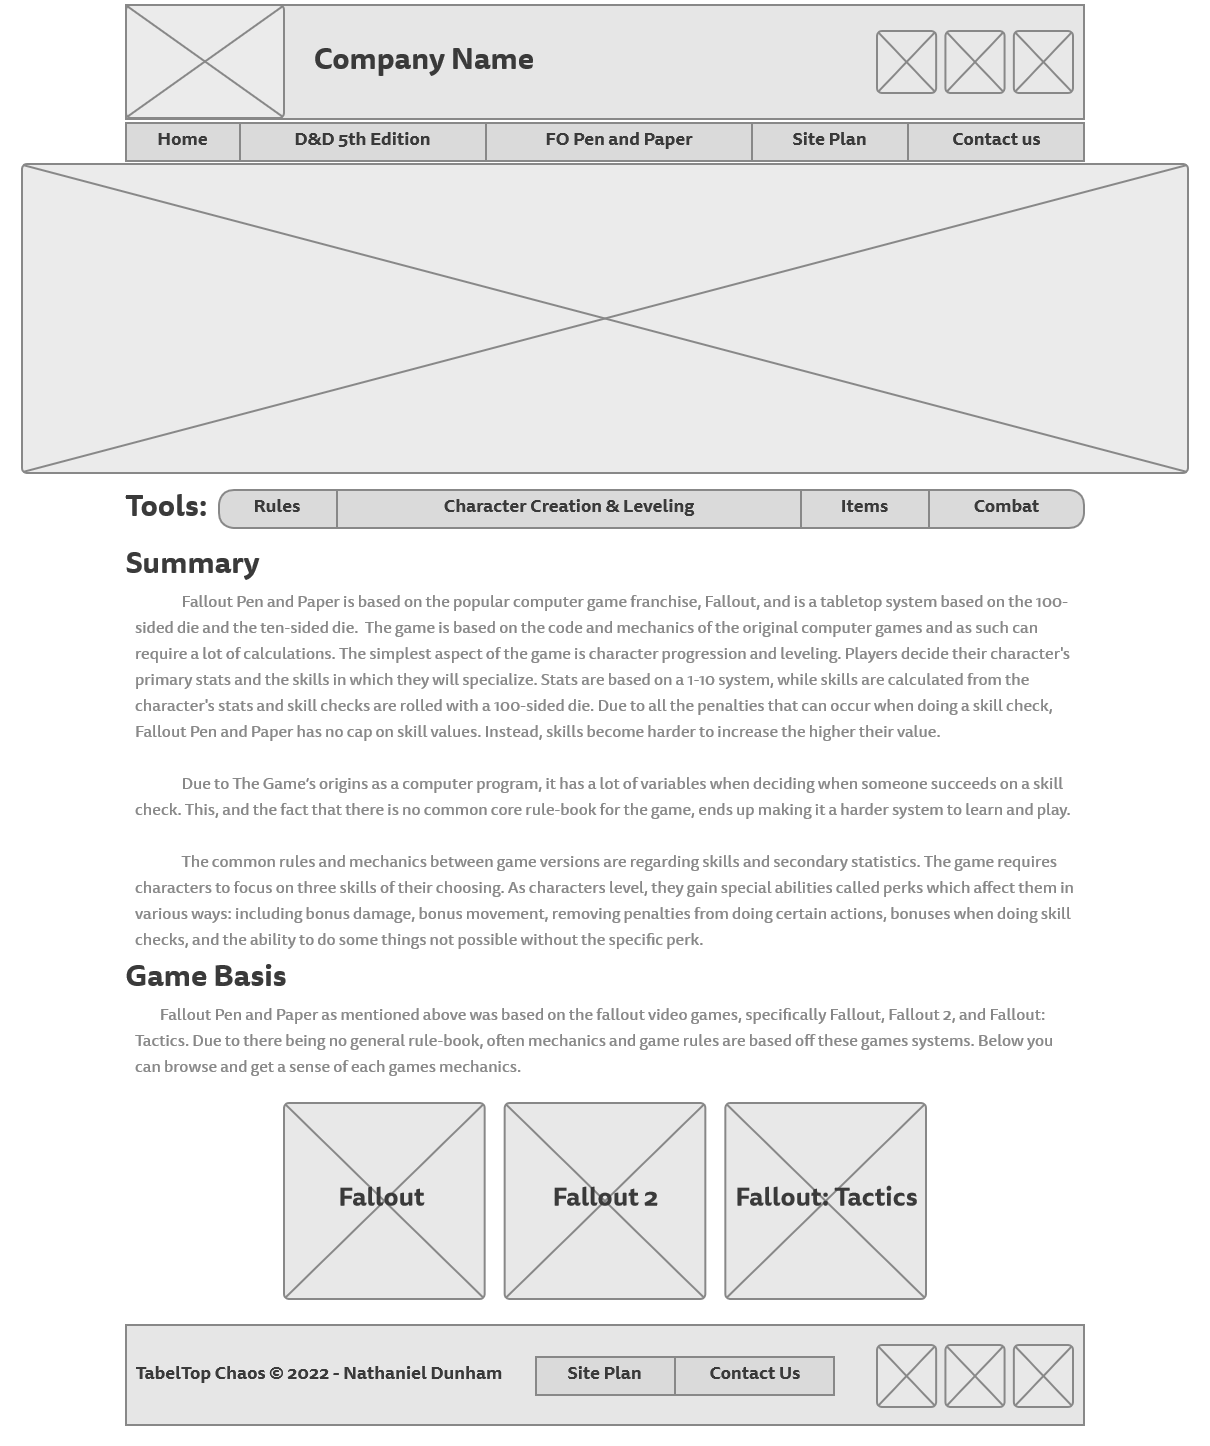 Company Name
Home D&D 5th Edition FO Pen and Paper Site Plan Contact us
Tools: Rules Character Creation & Leveling Items Combat
Summary
Fallout Pen and Paper is based on the popular computer game franchise, Fallout, and is a tabletop system based on the 100-
sided die and the ten-sided die.  The game is based on the code and mechanics of the original computer games and as such can
require a lot of calculations. The simplest aspect of the game is character progression and leveling. Players decide their character's
primary stats and the skills in which they will specialize. Stats are based on a 1-10 system, while skills are calculated from the
character's stats and skill checks are rolled with a 100-sided die. Due to all the penalties that can occur when doing a skill check,
Fallout Pen and Paper has no cap on skill values. Instead, skills become harder to increase the higher their value.
Due to The Game’s origins as a computer program, it has a lot of variables when deciding when someone succeeds on a skill
check. This, and the fact that there is no common core rule-book for the game, ends up making it a harder system to learn and play.
The common rules and mechanics between game versions are regarding skills and secondary statistics. The game requires
characters to focus on three skills of their choosing. As characters level, they gain special abilities called perks which affect them in
various ways: including bonus damage, bonus movement, removing penalties from doing certain actions, bonuses when doing skill
checks, and the ability to do some things not possible without the specific perk.
Game Basis
Fallout Pen and Paper as mentioned above was based on the fallout video games, specifically Fallout, Fallout 2, and Fallout:
Tactics. Due to there being no general rule-book, often mechanics and game rules are based off these games systems. Below you
can browse and get a sense of each games mechanics.
Fallout Fallout 2 Fallout: Tactics
TabelTop Chaos © 2022 - Nathaniel Dunham Site Plan Contact Us